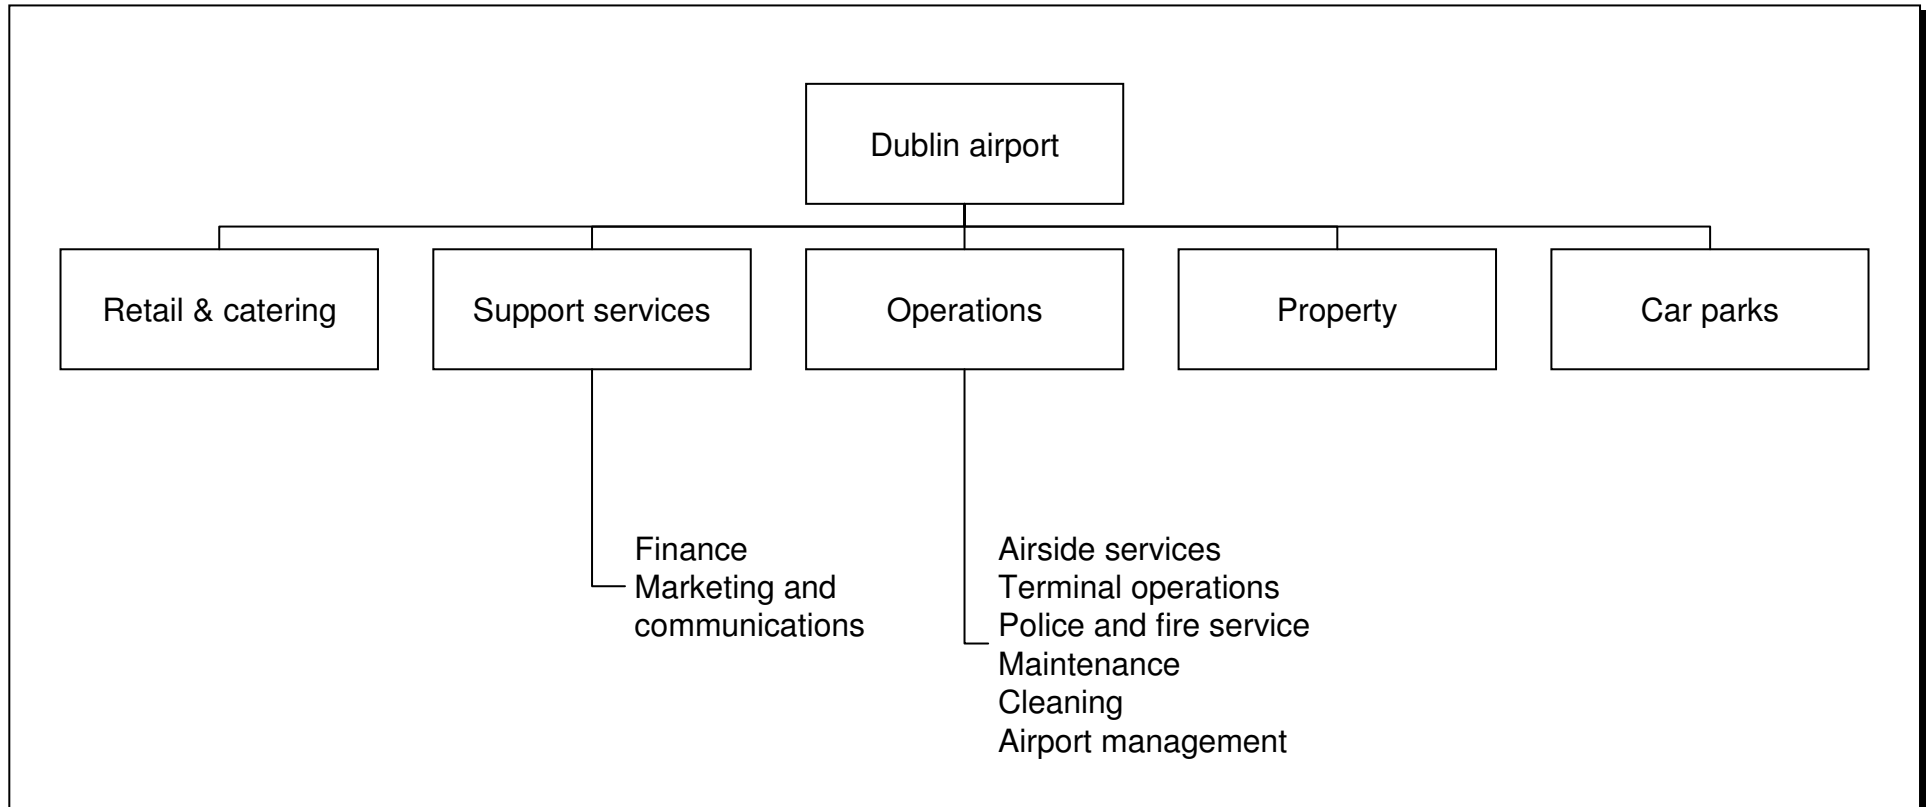 Dublin airport
Retail & catering
Support services
Operations
Property
Car parks
Finance
Marketing and
communications
Airside services
Terminal operations
Police and fire service
Maintenance
Cleaning
Airport management